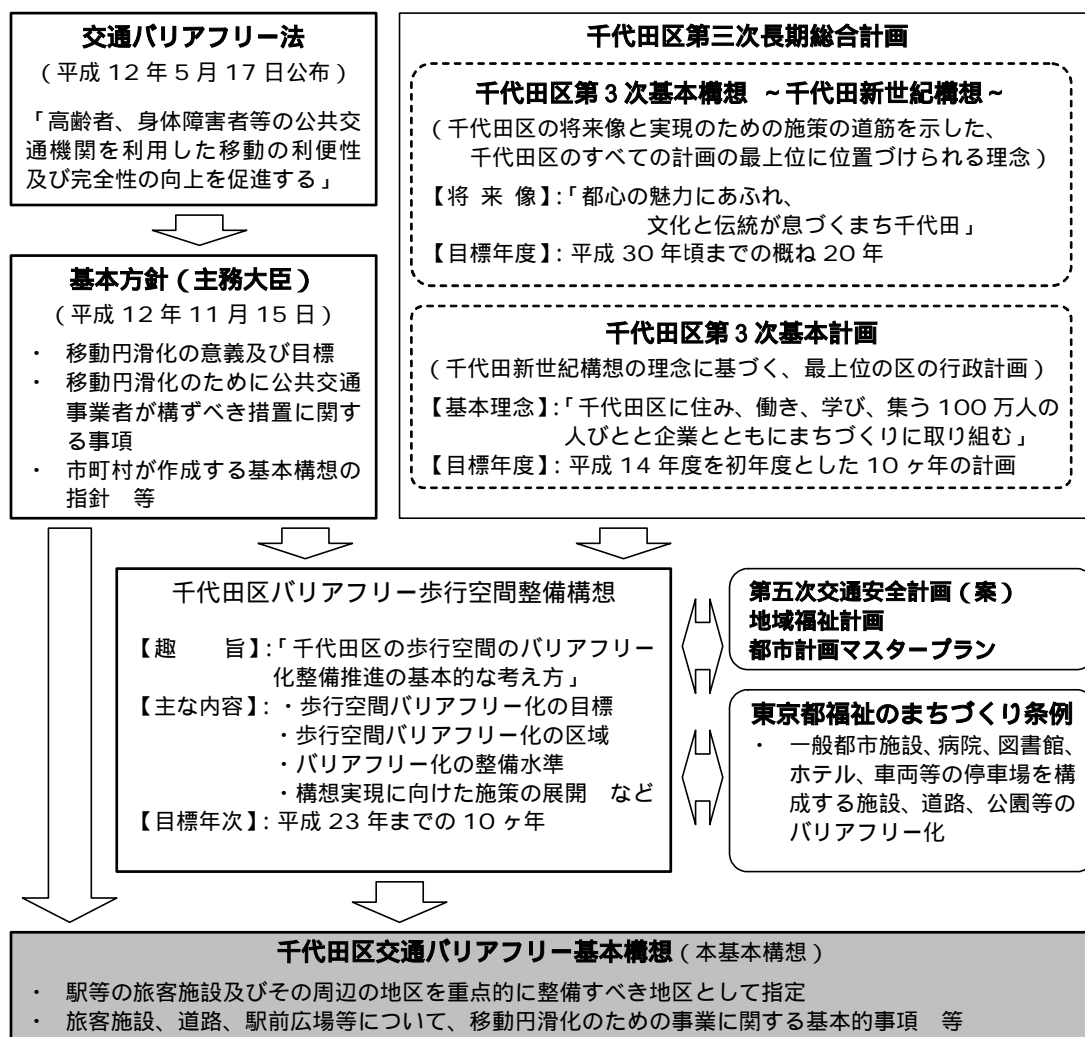 交通バリアフリー法
(平成 12 年 5 月 17 日公布)
「高齢者、身体障害者等の公共交
通機関を利用した移動の利便性
及び完全性の向上を促進する」
基本方針(主務大臣)
(平成 12 年 11 月 15 日)
・ 移動円滑化の意義及び目標
・ 移動円滑化のために公共交通
事業者が構ずべき措置に関す
る事項
・ 市町村が作成する基本構想の
指針 等
千代田区第三次長期総合計画
千代田区第 3 次基本構想 ~千代田新世紀構想~
(千代田区の将来像と実現のための施策の道筋を示した、
千代田区のすべての計画の最上位に位置づけられる理念)
【将 来 像】:「都心の魅力にあふれ、
文化と伝統が息づくまち千代田」
【目標年度】: 平成 30 年頃までの概ね 20 年
千代田区第 3 次基本計画
(千代田新世紀構想の理念に基づく、最上位の区の行政計画)
【基本理念】:「千代田区に住み、働き、学び、集う 100 万人の
人びとと企業とともにまちづくりに取り組む」
【目標年度】: 平成 14 年度を初年度とした 10 ヶ年の計画
千代田区バリアフリー歩行空間整備構想
【趣 旨】:「千代田区の歩行空間のバリアフリー
化整備推進の基本的な考え方」
【主な内容】: ・歩行空間バリアフリー化の目標
・歩行空間バリアフリー化の区域
・バリアフリー化の整備水準
・構想実現に向けた施策の展開 など
【目標年次】: 平成 23 年までの 10 ヶ年
第五次交通安全計画(案)
地域福祉計画
都市計画マスタープラン
東京都福祉のまちづくり条例
・ 一般都市施設、病院、図書館、
ホテル、車両等の停車場を構
成する施設、道路、公園等の
バリアフリー化
千代田区交通バリアフリー基本構想(本基本構想)
・ 駅等の旅客施設及びその周辺の地区を重点的に整備すべき地区として指定
・ 旅客施設、道路、駅前広場等について、移動円滑化のための事業に関する基本的事項 等